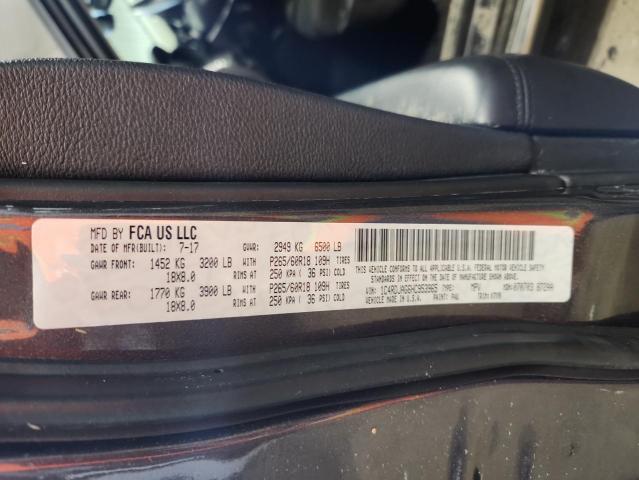 MFD BY FCA US LLC
DATE OF MFR(BUILT): 7-17 GVWR: 2949 KG 6500 LB
GAWR FRONT: 1452 KG 3200 LB WITH P265/60R18 109H TIRES
18X8.0 RIMS AT 250 KPA ( 36 PSI) COLD
GAWR REAR: 1770 KG 3900 LB WITH P265/60R18 109H TIRES
18X8.0 RIMS AT 250 KPA ( 36 PSI) COLD
THIS VEHICLE CONFORMS TO ALL APPLICABLE U.S.A. FEDERAL MOTOR VEHICLE SAFETY
STANDARDS IN EFFECT ON THE DATE OF MANUFACTURE SHOWN ABOVE.
VIN: TYPE: MPV MDH:
VEHICLE MADE IN U.S.A. PAINT: TRIM: